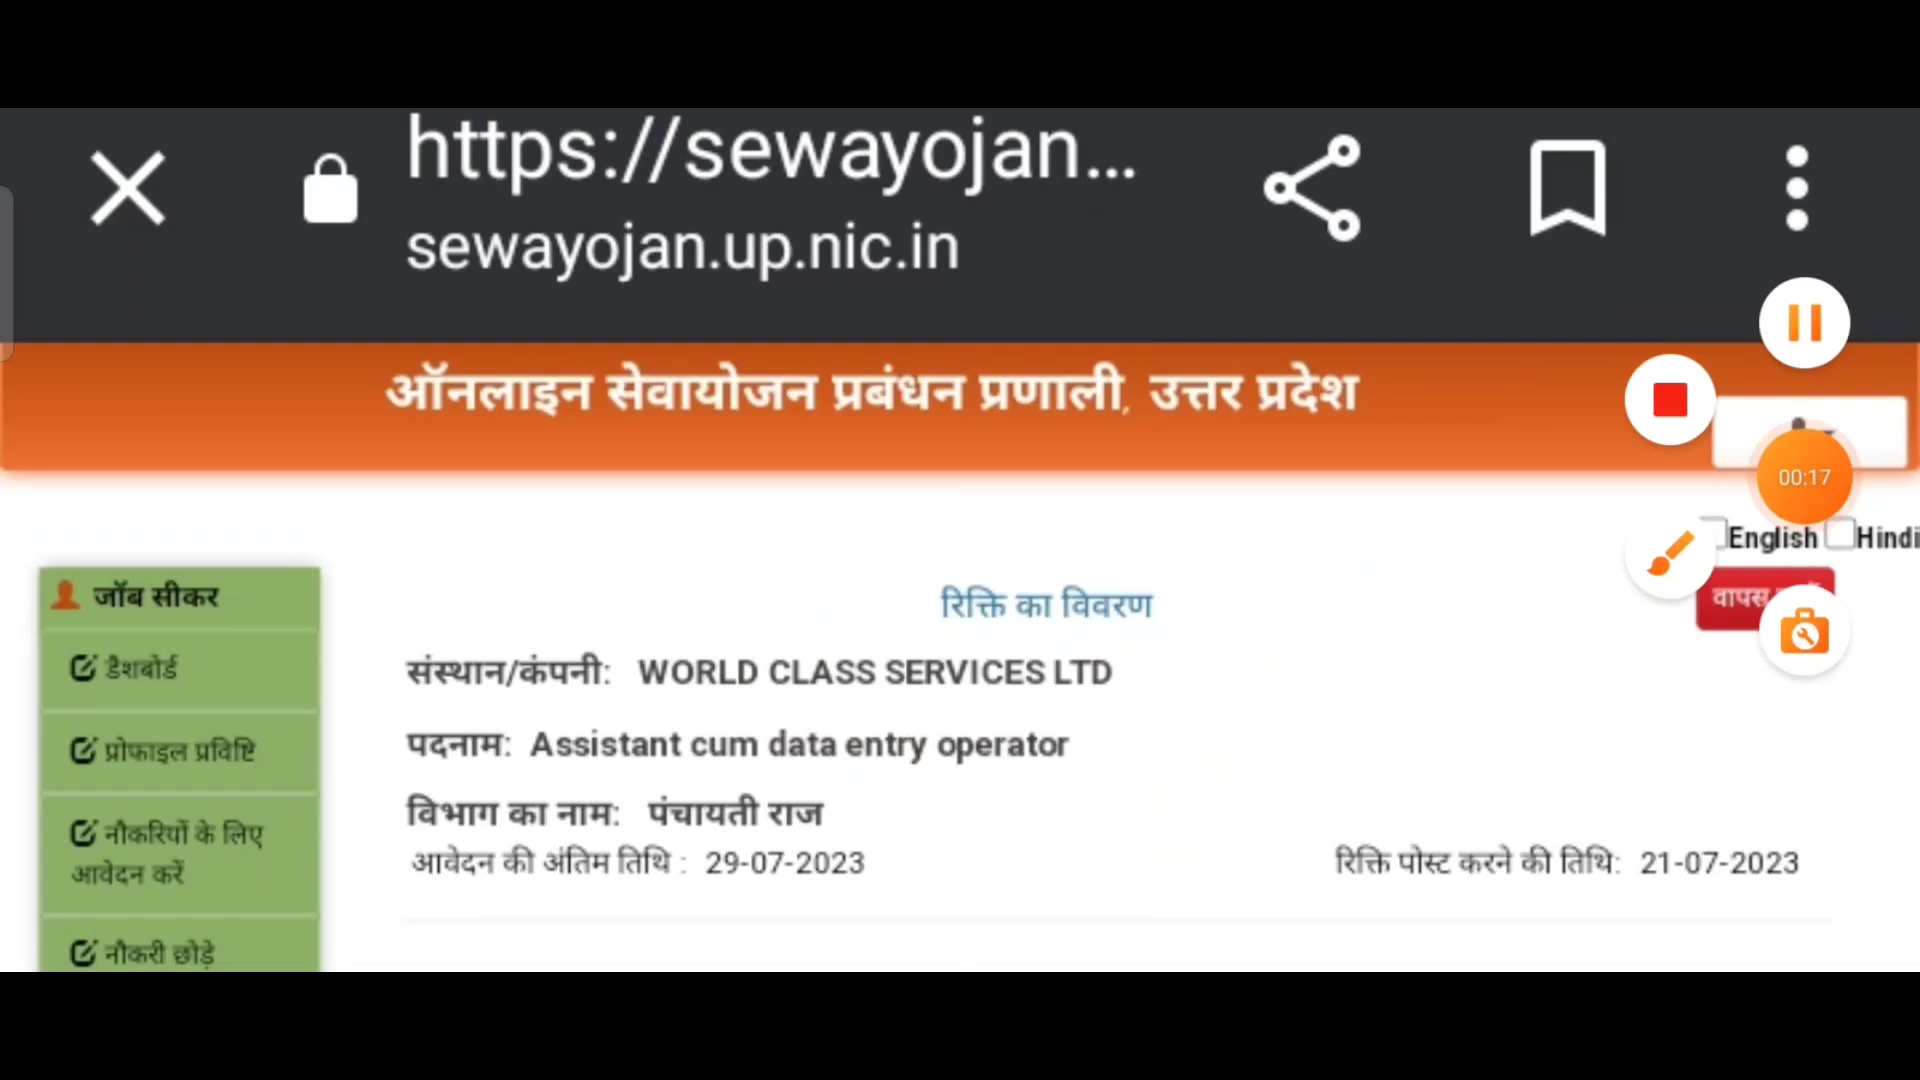 https://sewayojan...
sewayojan.up.nic.in
ऑनलाइन सेवायोजन प्रबंधन प्रणाली, उत्तर प्रदेश
00:17
English Hindi
जॉब सीकर
रिक्ति का विवरण
वापस
संस्थान/कंपनी: WORLD CLASS SERVICES LTD
डैशबोर्ड
पदनाम: Assistant cum data entry operator
प्रोफाइल प्रविष्टि
विभाग का नाम: पंचायती राज
नौकरियों के लिए
आवेदन करें
आवेदन की अंतिम तिथि : 29-07-2023 रिक्ति पोस्ट करने की तिथि: 21-07-2023
नौकरी छोड़े